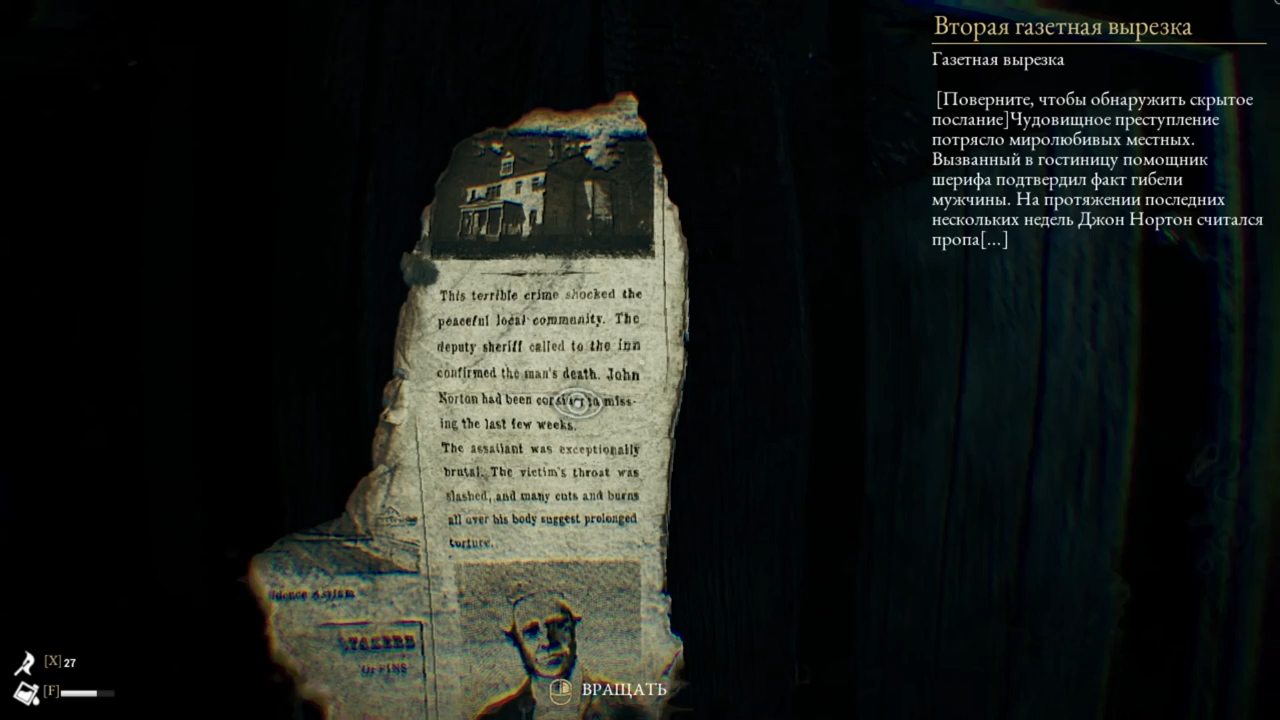 Вторая газетная вырезка
Газетная вырезка
[Поверните, чтобы обнаружить скрытое
послание]Чудовищное преступление
потрясло миролюбивых местных.
Вызванный в гостиницу помощник
шерифа подтвердил факт гибели
мужчины. На протяжении последних
нескольких недель Джон Нортон считался
пропа[...]
This terrible crime shocked the
peaceful local community. The
deputy sheriff called to the inn
confirmed the man's death. John
Norton had been miss-
ing the last few weeks.
The assailant was exceptionally
brutal. The victim's throat was
slashed, and many cuts and burns
all over his body suggest prolonged
torture.
Asylum
[X] 27
[F]
ВРАЩАТЬ